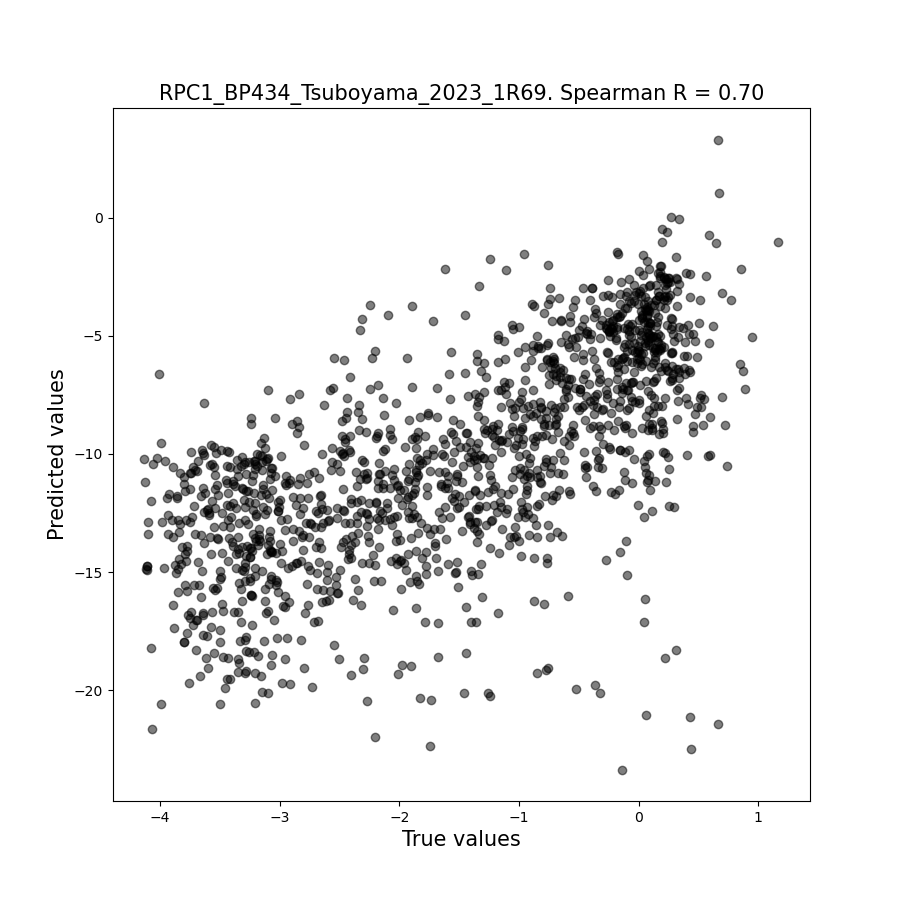 RPC1_BP434_Tsuboyama_2023_1R69. Spearman R = 0.70
Predicted values
0
−5
−10
−15
−20
−4 −3 −2 −1 0 1
True values